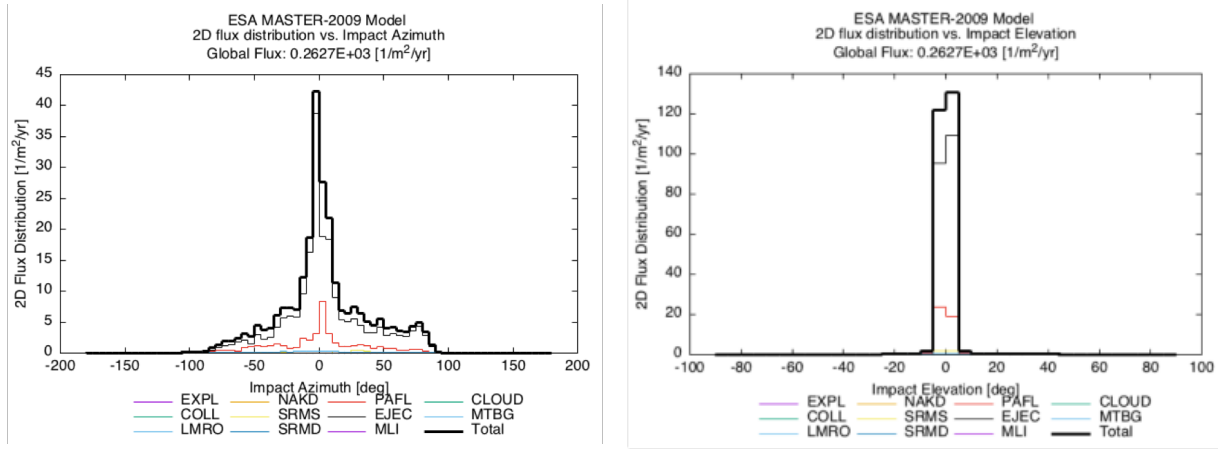 ESA MASTER-2009 Model
2D flux distribution vs. Impact Azimuth
Global Flux: 0.2627E+03 [1/m²/yr]
2D Flux Distribution [1/m²/yr]
45
40
35
30
25
20
15
10
5
0
-200 -150 -100 -50 0 50 100 150 200
Impact Azimuth [deg]
EXPL NAKD PAFL CLOUD
COLL SRMS EJEC MTBG
LMRO SRMD MLI Total
ESA MASTER-2009 Model
2D flux distribution vs. Impact Elevation
Global Flux: 0.2627E+03 [1/m²/yr]
2D Flux Distribution [1/m²/yr]
140
120
100
80
60
40
20
0
-100 -80 -60 -40 -20 0 20 40 60 80 100
Impact Elevation [deg]
EXPL NAKD PAFL CLOUD
COLL SRMS EJEC MTBG
LMRO SRMD MLI Total